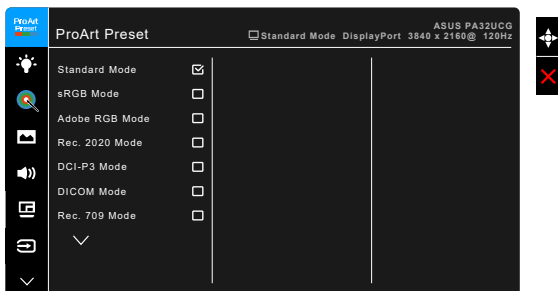 ProArt
Preset
ProArt Preset
ASUS PA32UCG
Standard Mode DisplayPort 3840 x 2160@ 120Hz
Standard Mode
sRGB Mode
Adobe RGB Mode
Rec. 2020 Mode
DCI-P3 Mode
DICOM Mode
Rec. 709 Mode